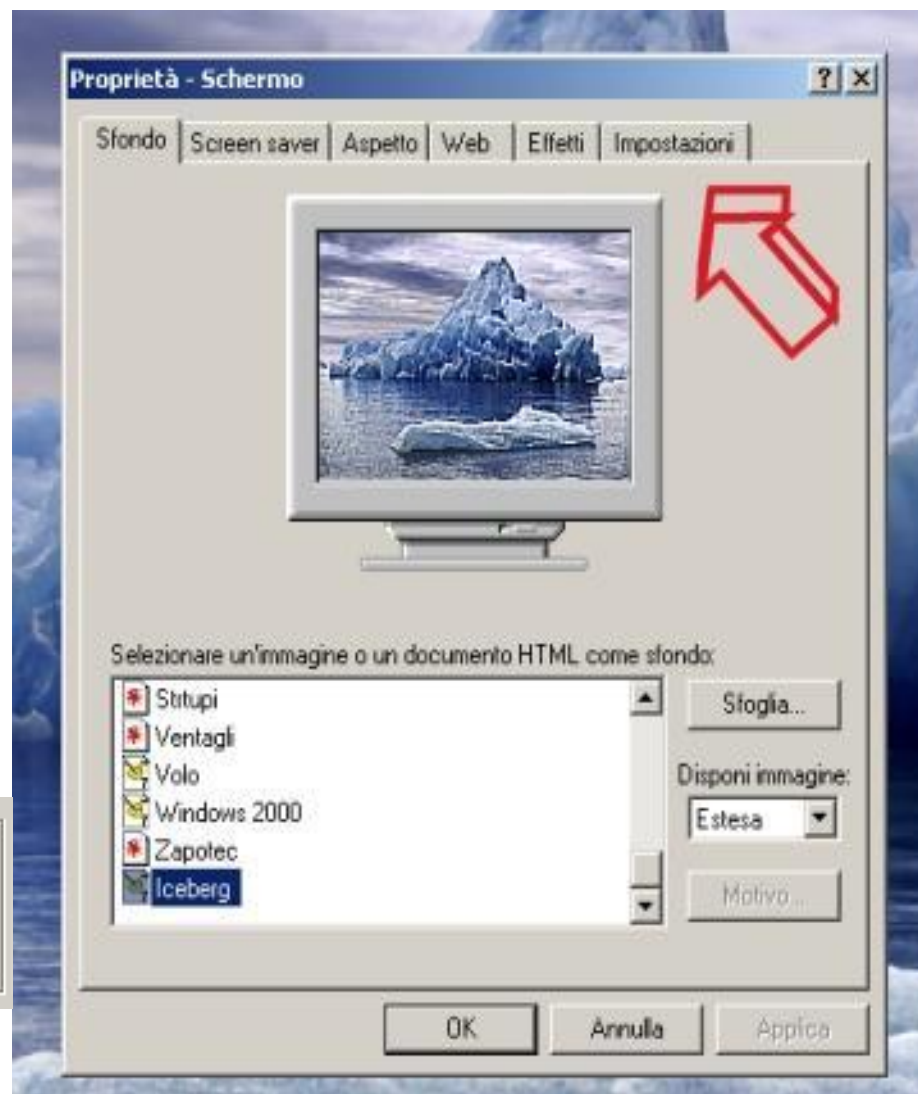 Proprietà - Schermo
Sfondo Screen saver Aspetto Web Effetti Impostazioni
Selezionare un'immagine o un documento HTML come sfondo:
Stitupi
Ventagli
Volo
Windows 2000
Zapotec
Iceberg
Sfoglia...
Disponi immagine:
Estesa
Motivo...
OK Annulla Applica